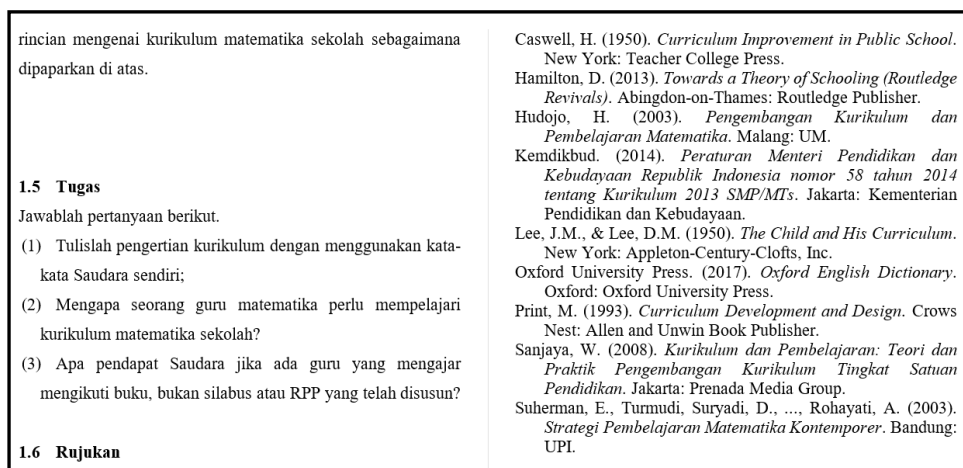 rincian mengenai kurikulum matematika sekolah sebagaimana
dipaparkan di atas.
1.5 Tugas
Jawablah pertanyaan berikut.
(1) Tulislah pengertian kurikulum dengan menggunakan kata-
kata Saudara sendiri;
(2) Mengapa seorang guru matematika perlu mempelajari
kurikulum matematika sekolah?
(3) Apa pendapat Saudara jika ada guru yang mengajar
mengikuti buku, bukan silabus atau RPP yang telah disusun?
1.6 Rujukan
Caswell, H. (1950). Curriculum Improvement in Public School.
New York: Teacher College Press.
Hamilton, D. (2013). Towards a Theory of Schooling (Routledge
Revivals). Abingdon-on-Thames: Routledge Publisher.
Hudojo, H. (2003). Pengembangan Kurikulum dan
Pembelajaran Matematika. Malang: UM.
Kemdikbud. (2014). Peraturan Menteri Pendidikan dan
Kebudayaan Republik Indonesia nomor 58 tahun 2014
tentang Kurikulum 2013 SMP/MTs. Jakarta: Kementerian
Pendidikan dan Kebudayaan.
Lee, J.M., & Lee, D.M. (1950). The Child and His Curriculum.
New York: Appleton-Century-Clofts, Inc.
Oxford University Press. (2017). Oxford English Dictionary.
Oxford: Oxford University Press.
Print, M. (1993). Curriculum Development and Design. Crows
Nest: Allen and Unwin Book Publisher.
Sanjaya, W. (2008). Kurikulum dan Pembelajaran: Teori dan
Praktik Pengembangan Kurikulum Tingkat Satuan
Pendidikan. Jakarta: Prenada Media Group.
Suherman, E., Turmudi, Suryadi, D., ..., Rohayati, A. (2003).
Strategi Pembelajaran Matematika Kontemporer. Bandung:
UPI.